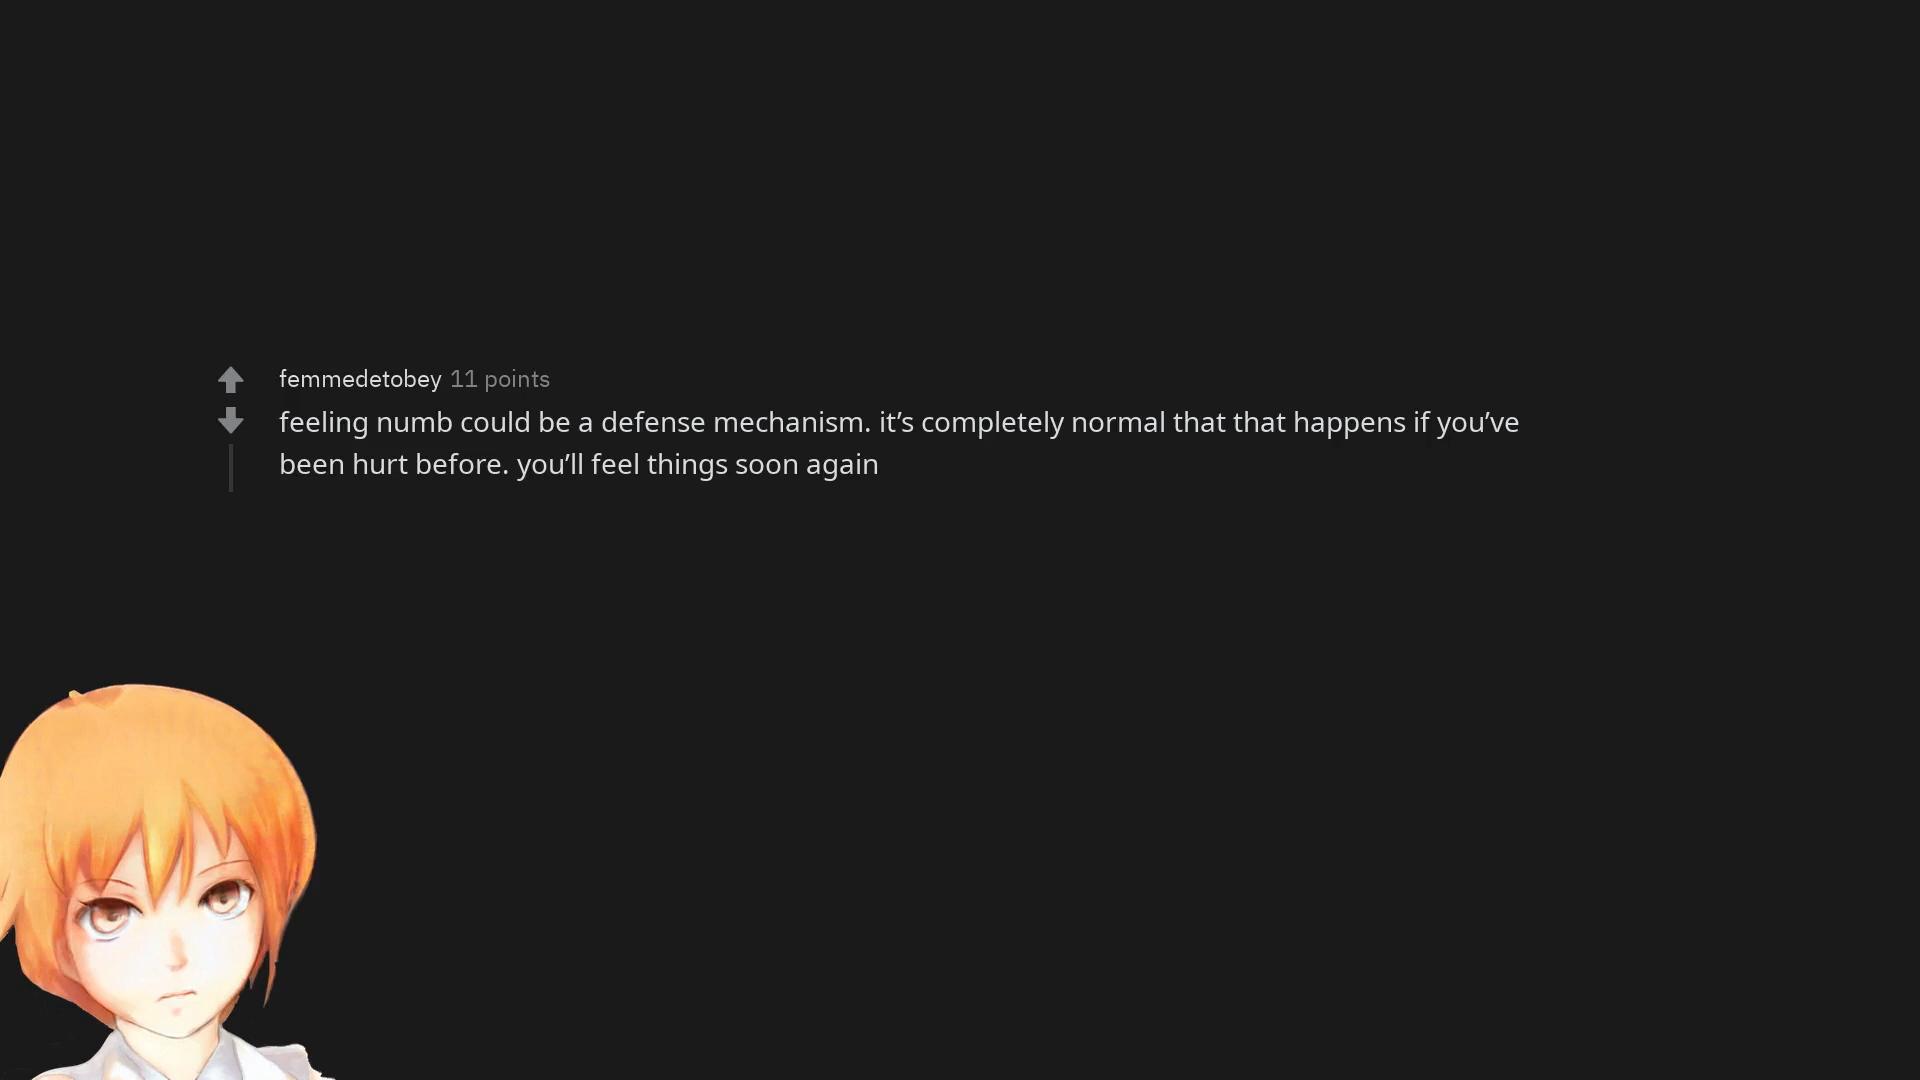 femmedetobey 11 points
feeling numb could be a defense mechanism. it’s completely normal that that happens if you’ve
been hurt before. you’ll feel things soon again